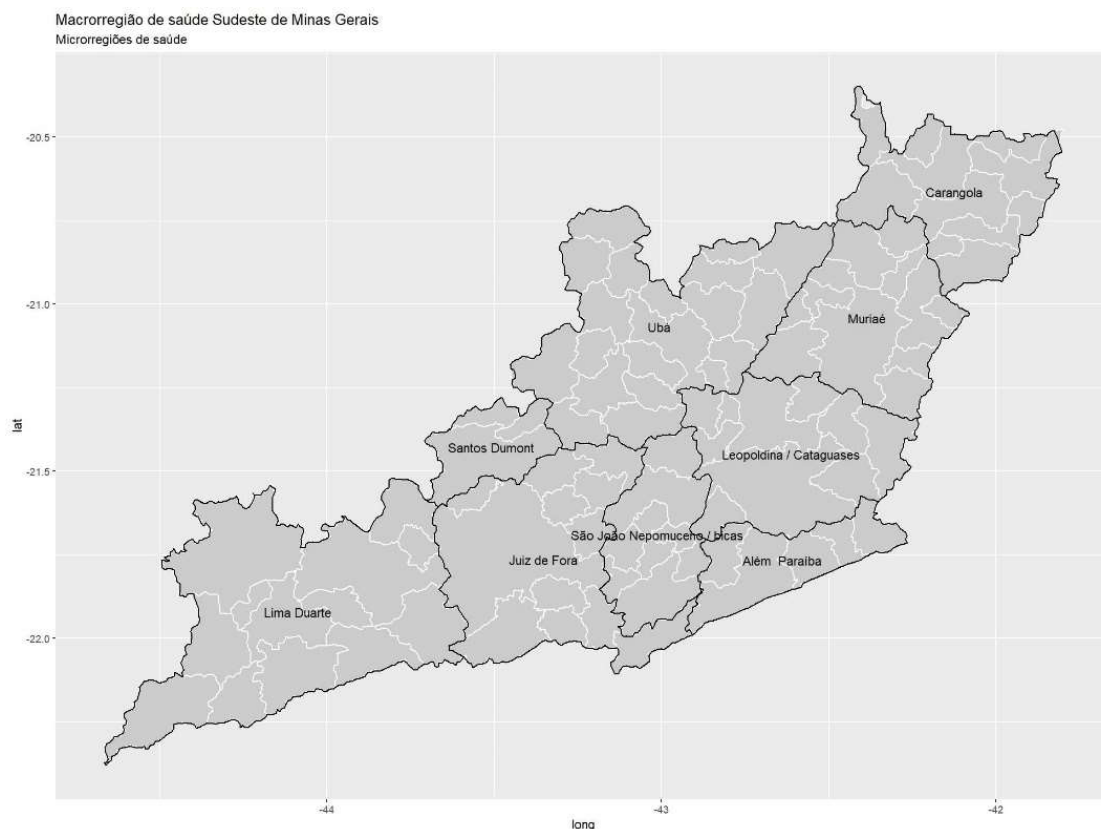 Macrorregião de saúde Sudeste de Minas Gerais
Microrregiões de saúde
-20.5
Carangola
-21.0
Muriaé
Ubá
lat
Santos Dumont
-21.5
Leopoldina / Cataguases
São João Nepomuceno / bicas
Juiz de Fora
Além  Paraíba
Lima Duarte
-22.0
-44
-43
-42
long